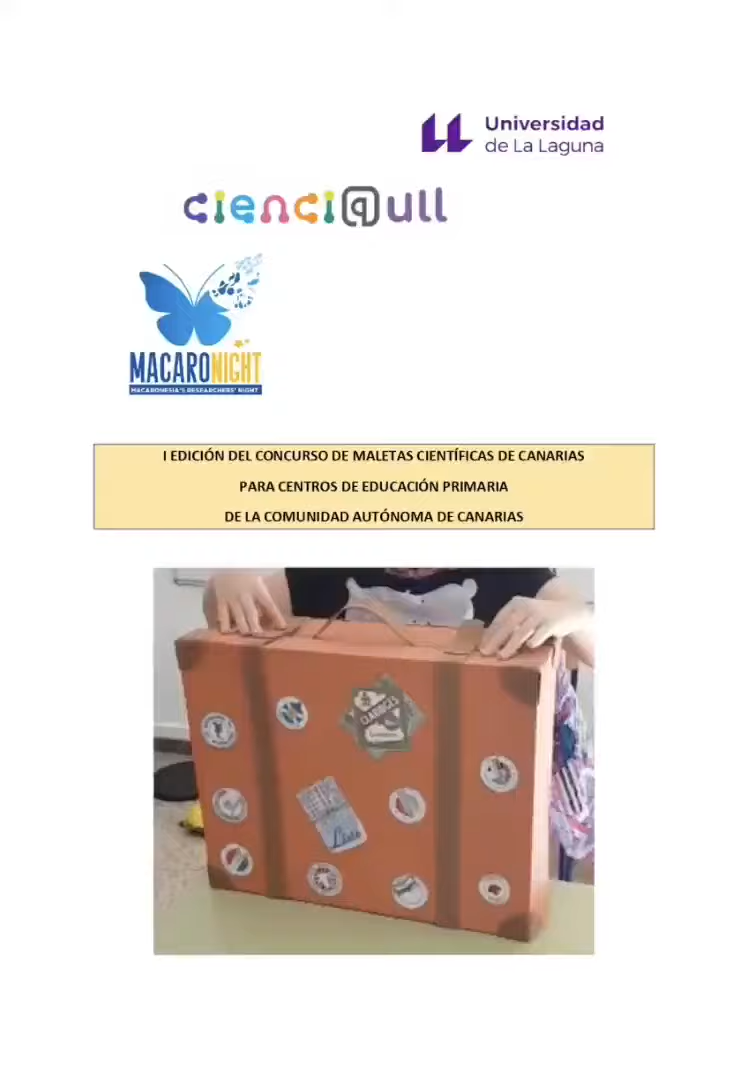 Universidad
de La Laguna
cienci@ull
MACARONIGHT
MACARONESIA'S RESEARCHERS' NIGHT
I EDICIÓN DEL CONCURSO DE MALETAS CIENTÍFICAS DE CANARIAS
PARA CENTROS DE EDUCACIÓN PRIMARIA
DE LA COMUNIDAD AUTÓNOMA DE CANARIAS
CLARIDGES